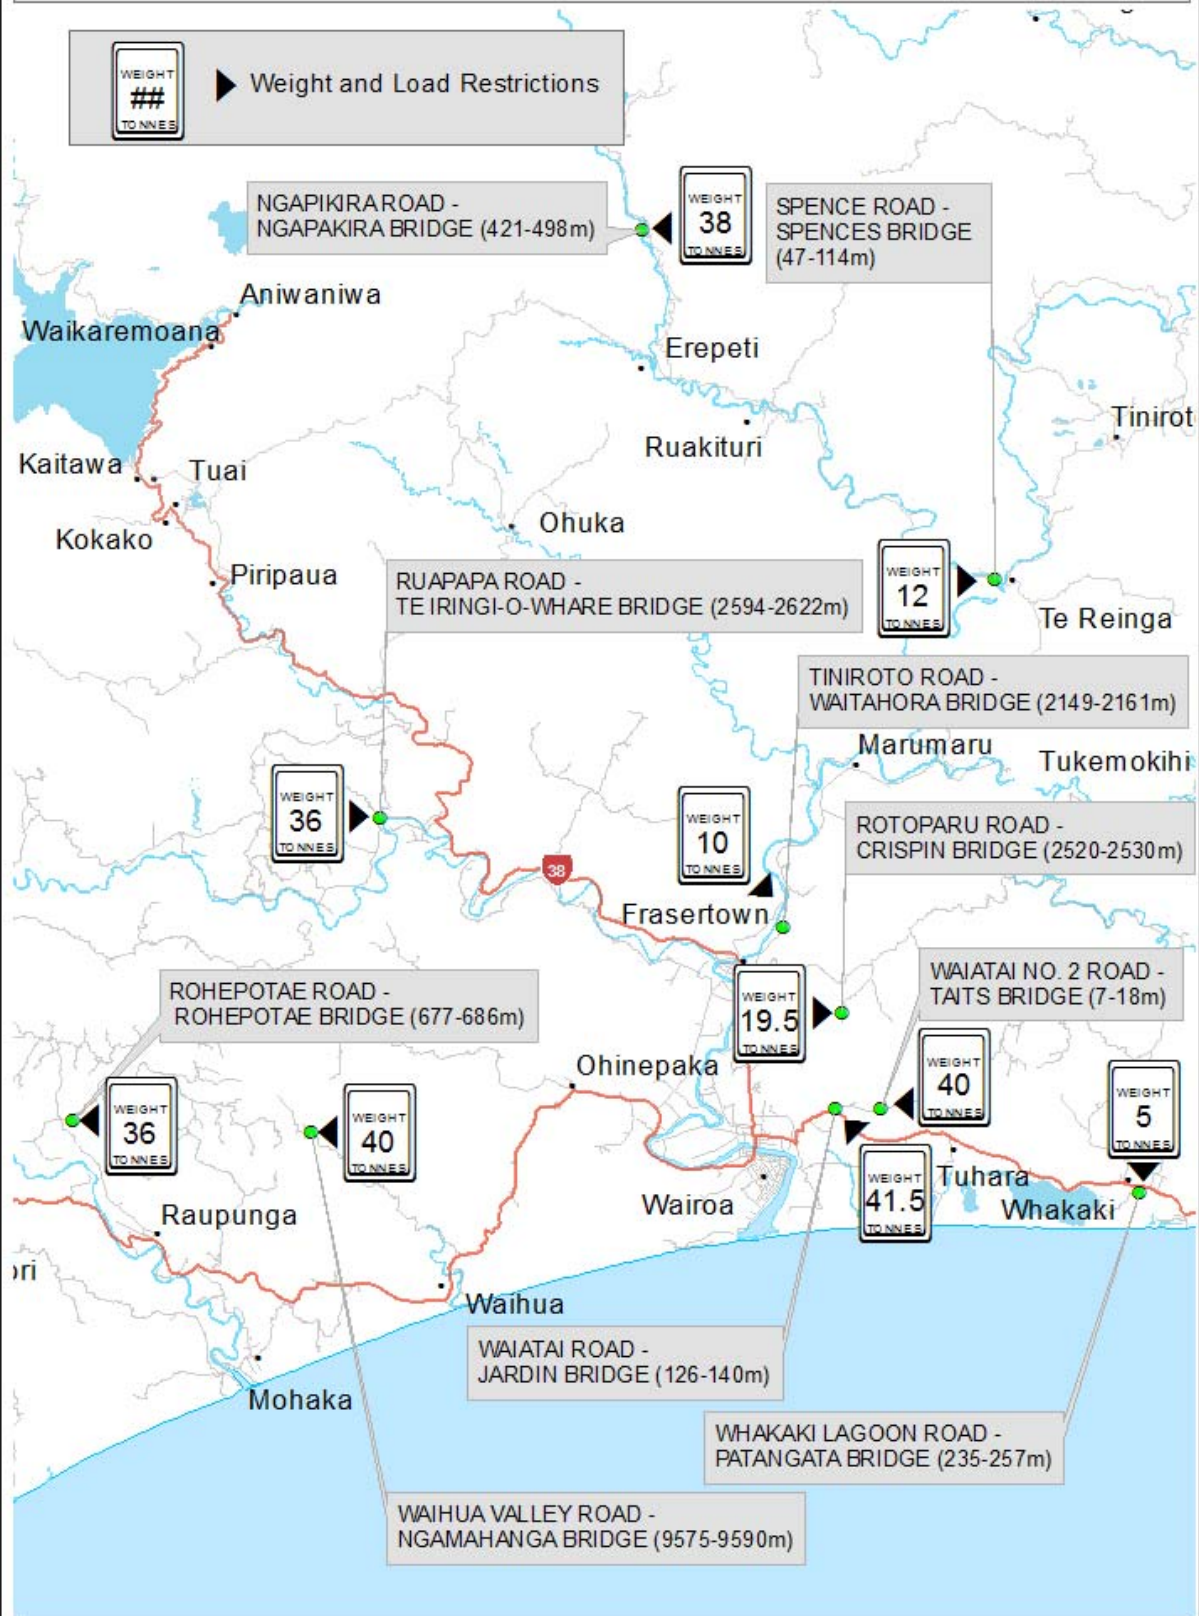 WEIGHT
##
TONNES
Weight and Load Restrictions
NGAPIKIRA ROAD -
NGAPAKIRA BRIDGE (421-498m)
WEIGHT
38
TONNES
SPENCE ROAD -
SPENCES BRIDGE
(47-114m)
Aniwaniwa
Waikaremoana
Erepeti
Tinirot
Ruakituri
Kaitawa
Tuai
Kokako
Ohuka
Piripaua
RUAPAPA ROAD -
TE IRINGI-O-WHARE BRIDGE (2594-2622m)
WEIGHT
12
TONNES
Te Reinga
TINIROTO ROAD -
WAITAHORA BRIDGE (2149-2161m)
Marumaru
Tukemokihi
WEIGHT
36
TONNES
WEIGHT
10
TONNES
ROTOPARU ROAD -
CRISPIN BRIDGE (2520-2530m)
38
Frasertown
ROHEPOTAE ROAD -
ROHEPOTAE BRIDGE (677-686m)
WEIGHT
19.5
TONNES
WAIATAI NO. 2 ROAD -
TAITS BRIDGE (7-18m)
Ohinepaka
WEIGHT
36
TONNES
WEIGHT
40
TONNES
WEIGHT
40
TONNES
WEIGHT
5
TONNES
WEIGHT
41.5
TONNES
Tuhara
Whakaki
Wairoa
Raupunga
ori
Waihua
WAIATAI ROAD -
JARDIN BRIDGE (126-140m)
Mohaka
WHAKAKI LAGOON ROAD -
PATANGATA BRIDGE (235-257m)
WAIHUA VALLEY ROAD -
NGAMAHANGA BRIDGE (9575-9590m)